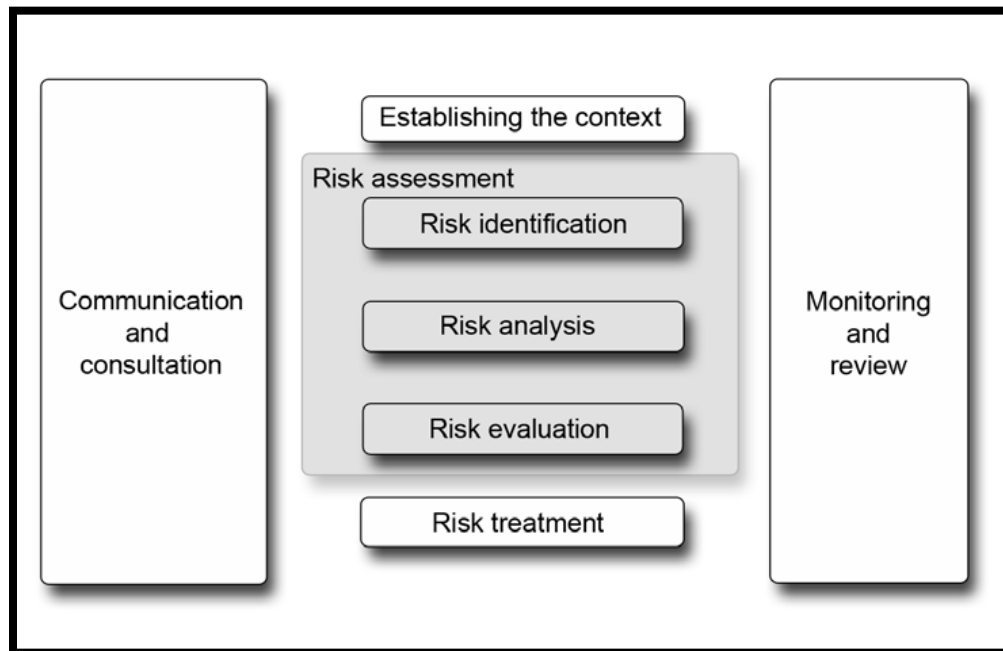 Communication
and
consultation
Establishing the context
Risk assessment
Risk identification
Risk analysis
Risk evaluation
Risk treatment
Monitoring
and
review